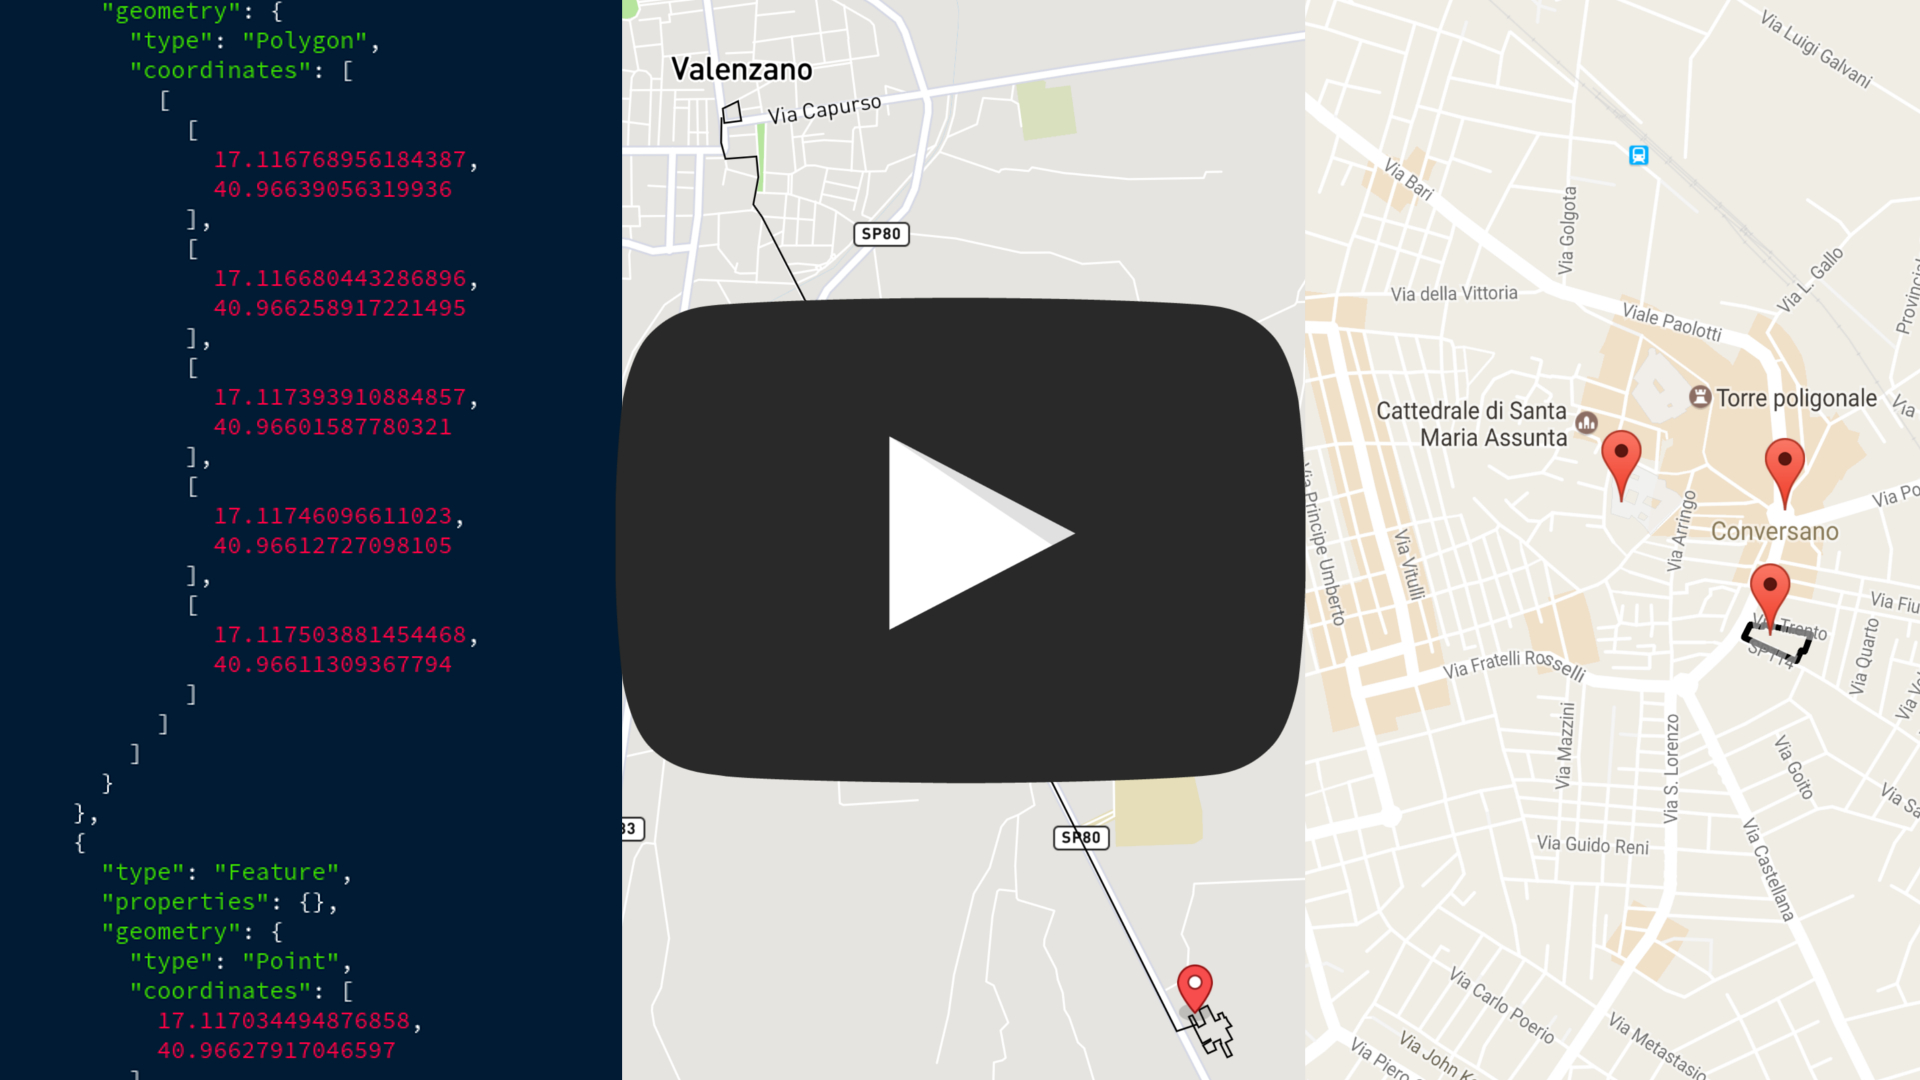 "geometry": {
"type": "Polygon",
"coordinates": [
[
[
17.116768956184387,
40.96639056319936
],
[
17.116680443286896,
40.966258917221495
],
[
17.117393910884857,
40.96601587780321
],
[
17.11746096611023,
40.96612727098105
],
[
17.117503881454468,
40.96611309367794
]
]
]
}
},
{
"type": "Feature",
"properties": {},
"geometry": {
"type": "Point",
"coordinates": [
17.117034494876858,
40.96627917046597
]
Valenzano
Via Capurso
SP80
33
SP80
Via Luigi Galvani
Via Bari
Via Golgota
Via L. Gallo
Via della Vittoria
Viale Paolotti
Provincial
Torre poligonale
Via
Cattedrale di Santa
Maria Assunta
Via Principe Umberto
Via Vitulli
Via Arringo
Via Po
Conversano
Via Fiu
Via Trento
SP114
Via Quarto
Via Fratelli Rosselli
Via Mazzini
Via S. Lorenzo
Via Goito
Via Sa
Via Guido Reni
Via Castellana
Via Carlo Poerio
Via Metastasio
Via John K
Via Piero